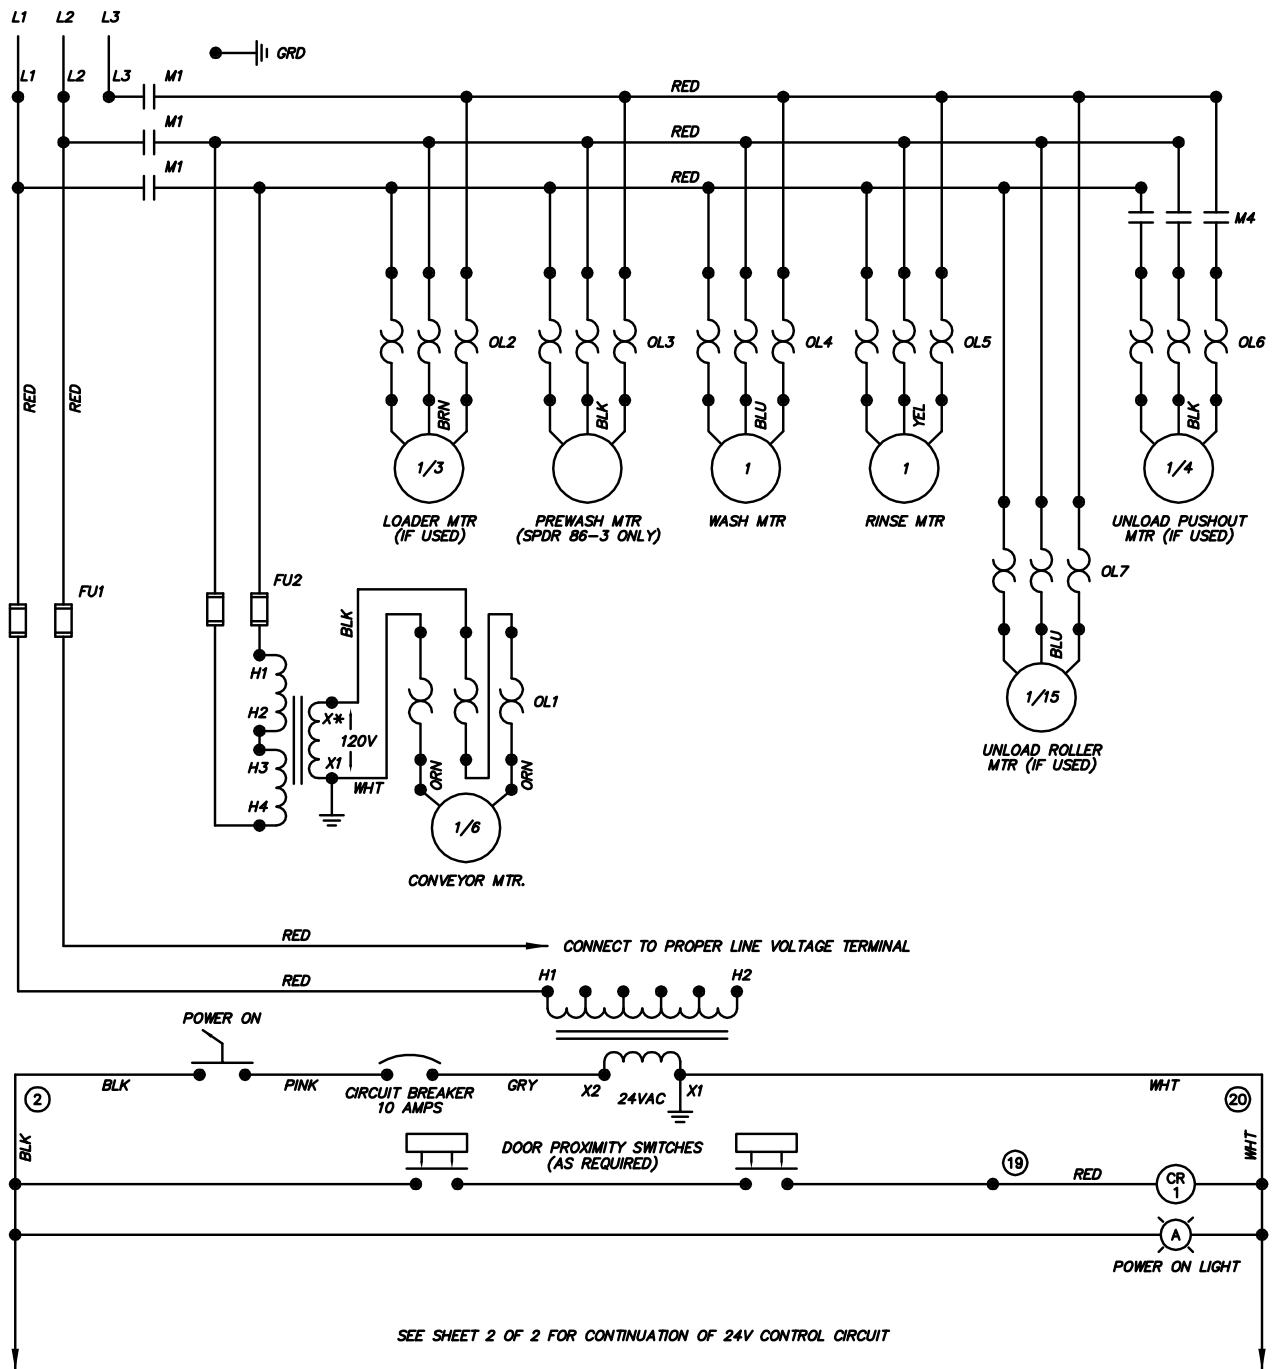 L1 L2 L3
GRD
L1 L2 L3 M1 RED
M1 RED
M1 RED
M4
OL2 OL3 OL4 OL5 OL6
RED RED
BRN BLK BLU YEL BLK
1/3 1 1 1/4
LOADER MTR
(IF USED)
PREWASH MTR
(SPDR 86-3 ONLY)
WASH MTR
RINSE MTR
UNLOAD PUSHOUT
MTR (IF USED)
OL7
FU1
FU2
BLK
BLU
H1
H2
H3
H4
X*
120V
X1
WHT
OL1
ORN ORN
1/15
UNLOAD ROLLER
MTR (IF USED)
1/6
CONVEYOR MTR.
RED
CONNECT TO PROPER LINE VOLTAGE TERMINAL
RED
H1 H2
POWER ON
2 BLK PINK
CIRCUIT BREAKER
10 AMPS
GRY
X2 24VAC X1
WHT
20
BLK
DOOR PROXIMITY SWITCHES
(AS REQUIRED)
WHT
19
RED
CR
1
A
POWER ON LIGHT
SEE SHEET 2 OF 2 FOR CONTINUATION OF 24V CONTROL CIRCUIT